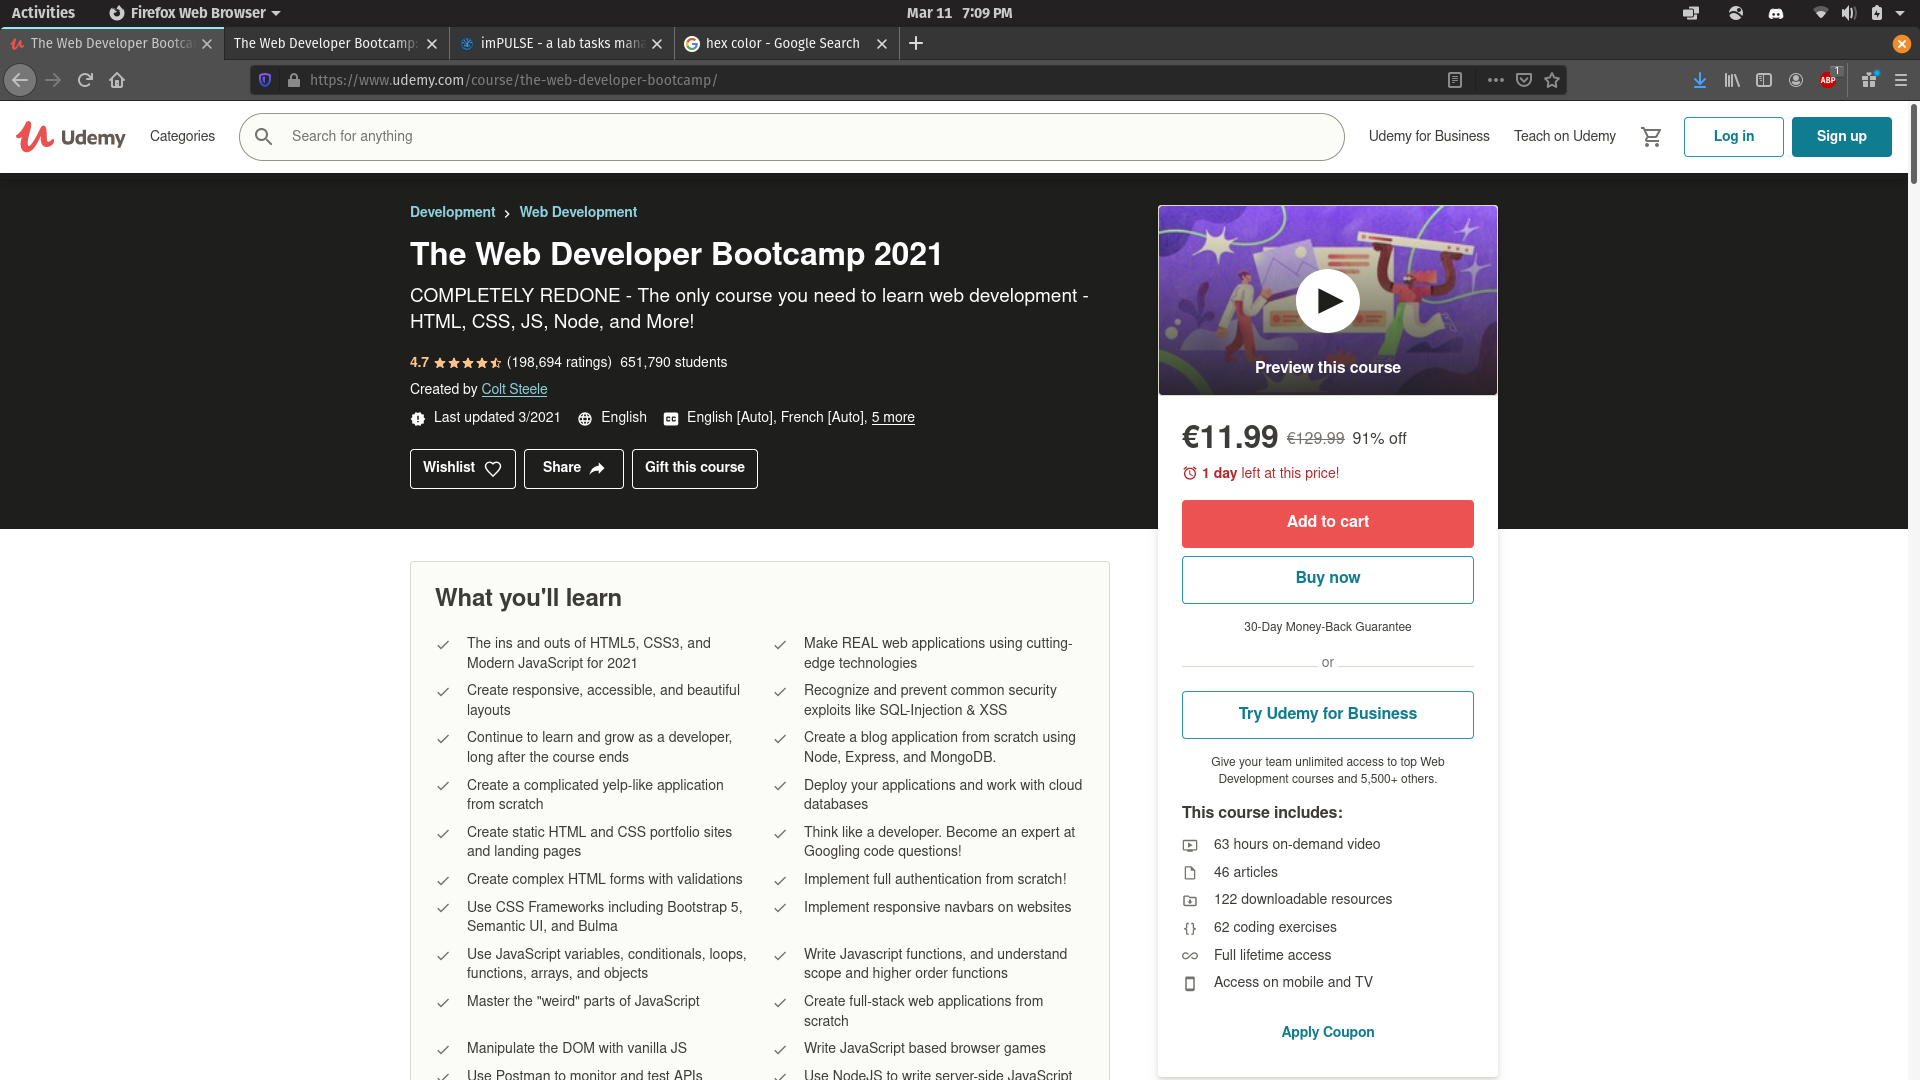 Activities
Firefox Web Browser
Mar 11 7:09 PM
The Web Developer Bootca
The Web Developer Bootcamp:
imPULSE - a lab tasks mana
hex color - Google Search
https://www.udemy.com/course/the-web-developer-bootcamp/
ABP
1
Udemy
Categories
Search for anything
Udemy for Business
Teach on Udemy
Log in
Sign up
Development
Web Development
The Web Developer Bootcamp 2021
COMPLETELY REDONE - The only course you need to learn web development -
HTML, CSS, JS, Node, and More!
4.7 (198,694 ratings) 651,790 students
Created by Colt Steele
Last updated 3/2021
English
CC
English [Auto], French [Auto], 5 more
Wishlist
Share
Gift this course
Preview this course
€11.99 €129.99 91% off
1 day left at this price!
Add to cart
Buy now
30-Day Money-Back Guarantee
or
Try Udemy for Business
Give your team unlimited access to top Web
Development courses and 5,500+ others.
This course includes:
63 hours on-demand video
46 articles
122 downloadable resources
62 coding exercises
Full lifetime access
Access on mobile and TV
Apply Coupon
What you'll learn
The ins and outs of HTML5, CSS3, and
Modern JavaScript for 2021
Make REAL web applications using cutting-
edge technologies
Create responsive, accessible, and beautiful
layouts
Recognize and prevent common security
exploits like SQL-Injection & XSS
Continue to learn and grow as a developer,
long after the course ends
Create a blog application from scratch using
Node, Express, and MongoDB.
Create a complicated yelp-like application
from scratch
Deploy your applications and work with cloud
databases
Create static HTML and CSS portfolio sites
and landing pages
Think like a developer. Become an expert at
Googling code questions!
Create complex HTML forms with validations
Implement full authentication from scratch!
Use CSS Frameworks including Bootstrap 5,
Semantic UI, and Bulma
Implement responsive navbars on websites
Use JavaScript variables, conditionals, loops,
functions, arrays, and objects
Write Javascript functions, and understand
scope and higher order functions
Master the "weird" parts of JavaScript
Create full-stack web applications from
scratch
Manipulate the DOM with vanilla JS
Write JavaScript based browser games
Use Postman to monitor and test APIs
Use NodeJS to write server-side JavaScript